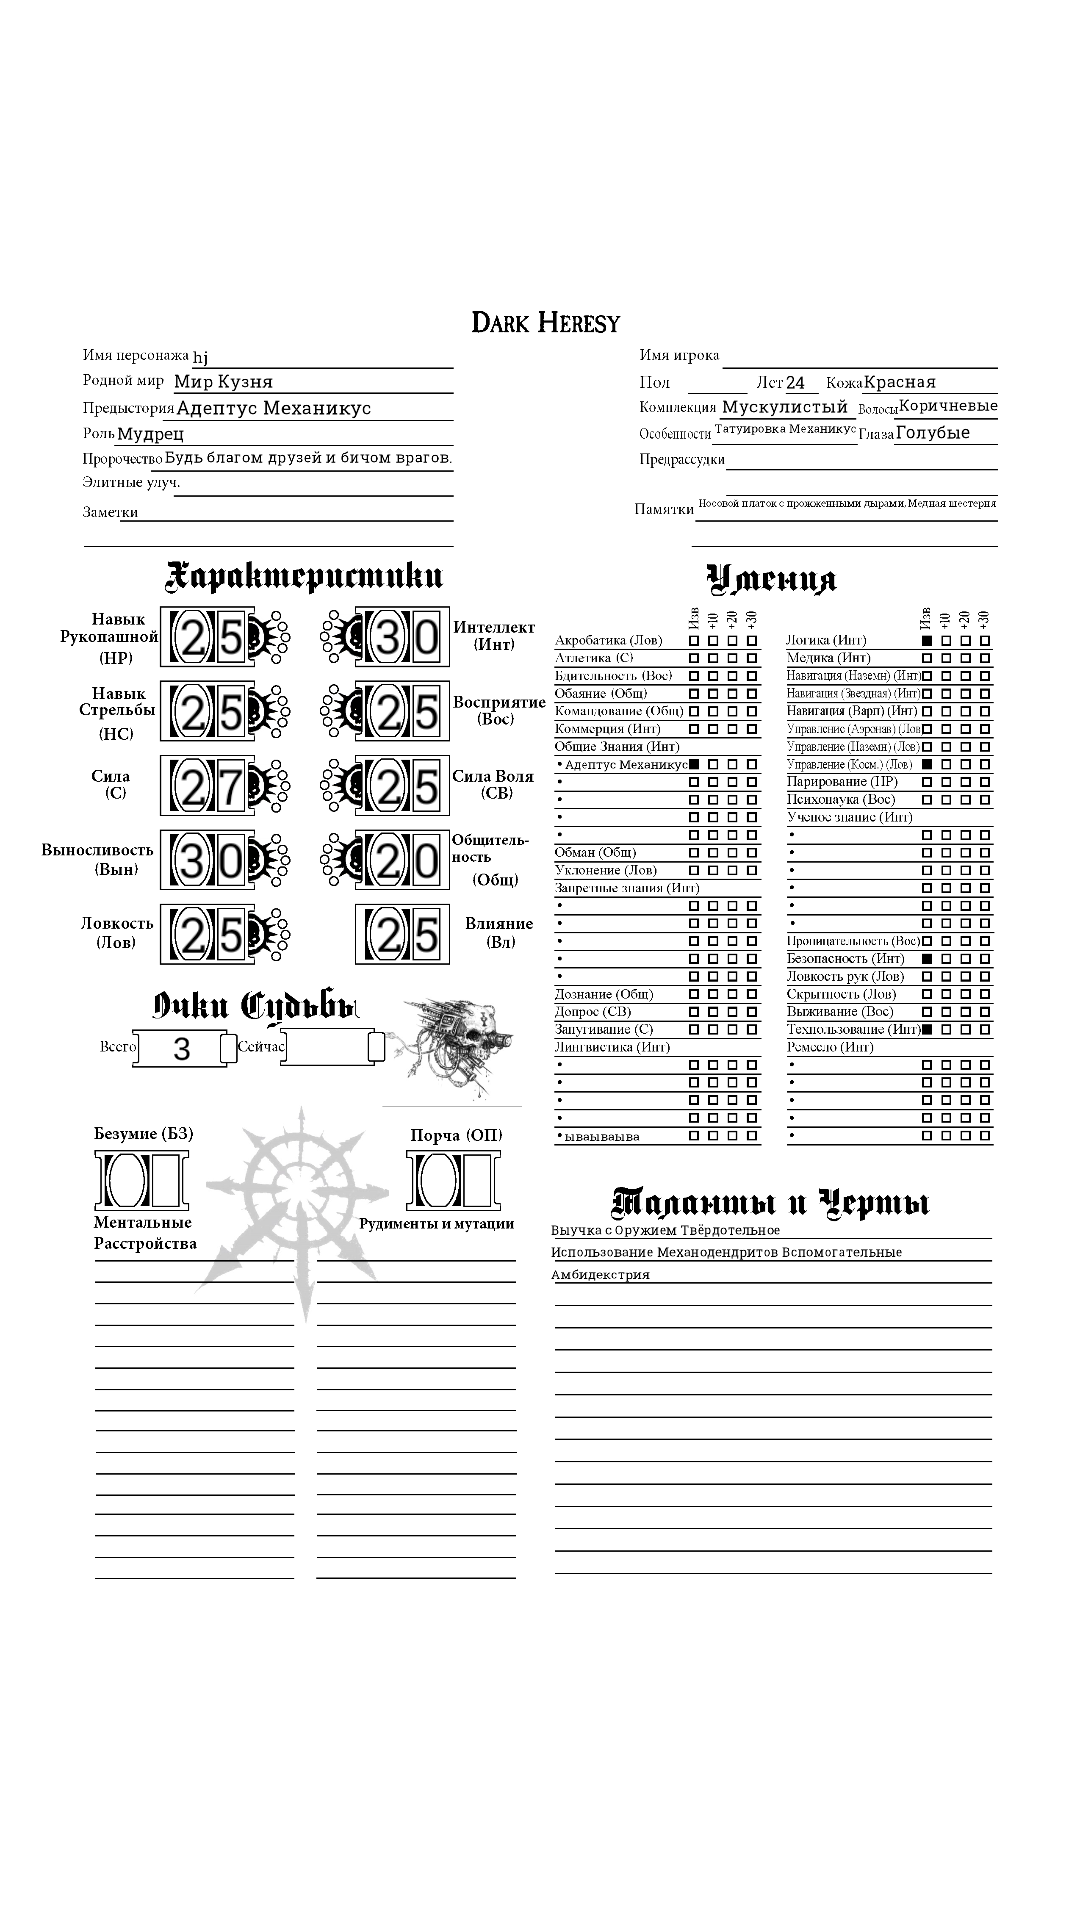 DARK HERESY
Имя персонажа hj
Родной мир Мир Кузня
Предыстория Адептус Механикус
Роль Мудрец
Пророчество Будь благом друзей и бичом врагов.
Элитные улуч.
Заметки
Имя игрока
Пол Лет 24 Кожа Красная
Комплекция Мускулистый Волосы Коричневые
Особенности Татуировка Механикус Глаза Голубые
Предрассудки
Памятки Носовой платок с прожженными дырами, Медная шестерня
Характеристики
Навык Рукопашной (НР) 25
30 Интеллект (Инт)
Навык Стрельбы (НС) 25
25 Восприятие (Вос)
Сила (С) 27
25 Сила Воля (СВ)
Выносливость (Вын) 30
20 Общитель-ность (Общ)
Ловкость (Лов) 25
25 Влияние (Вл)
Очки Судьбы
Всего 3 Сейчас
Безумие (БЗ)
Порча (ОП)
Ментальные Расстройства
Рудименты и мутации
Умения
Изв +10 +20 +30
Акробатика (Лов)
Атлетика (С)
Бдительность (Вос)
Обаяние (Общ)
Командование (Общ)
Коммерция (Инт)
Общие Знания (Инт)
• Адептус Механикус
•
•
•
•
Обман (Общ)
Уклонение (Лов)
Запретные знания (Инт)
•
•
•
•
•
Дознание (Общ)
Допрос (СВ)
Запугивание (С)
Лингвистика (Инт)
•
•
•
•
• ываываыва
Изв +10 +20 +30
Логика (Инт)
Медика (Инт)
Навигация (Наземн) (Инт)
Навигация (Звездная) (Инт)
Навигация (Варп) (Инт)
Управление (Аэронав) (Лов
Управление (Наземн) (Лов)
Управление (Косм.) (Лов)
Парирование (НР)
Психонаука (Вос)
Ученое знание (Инт)
•
•
•
•
•
•
Проницательность (Вос)
Безопасность (Инт)
Ловкость рук (Лов)
Скрытность (Лов)
Выживание (Вос)
Технользование (Инт)
Ремесло (Инт)
•
•
•
•
•
Таланты и Черты
Выучка с Оружием Твёрдотельное
Использование Механодендритов Вспомогательные
Амбидекстрия